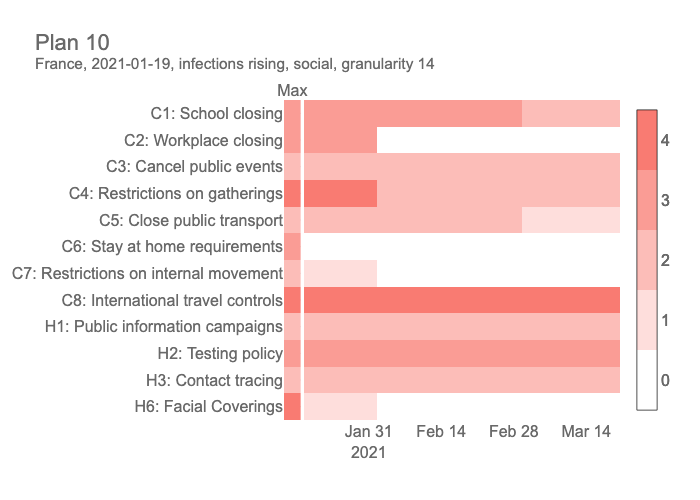 Plan 10
France, 2021-01-19, infections rising, social, granularity 14
Max
C1: School closing
C2: Workplace closing
C3: Cancel public events
C4: Restrictions on gatherings
C5: Close public transport
C6: Stay at home requirements
C7: Restrictions on internal movement
C8: International travel controls
H1: Public information campaigns
H2: Testing policy
H3: Contact tracing
H6: Facial Coverings
4
3
2
1
0
Jan 31 Feb 14 Feb 28 Mar 14
2021